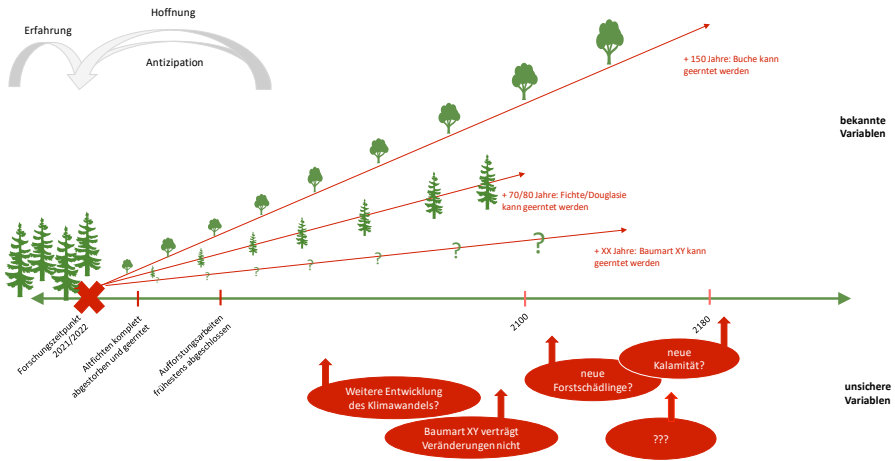 Hoffnung
Erfahrung
Antizipation
+ 150 Jahre: Buche kann
geerntet werden
bekannte
Variablen
+ 70/80 Jahre: Fichte/Douglasie
kann geerntet werden
+ XX Jahre: Baumart XY kann
geerntet werden
? ? ? ? ? ? ?
Forschungszeitpunkt
2021/2022
Altfichten komplett
abgestorben und geerntet
Aufforstungsarbeiten
frühestens abgeschlossen
2100
2180
neue
Kalamität?
neue
Forstschädlinge?
Weitere Entwicklung
des Klimawandels?
unsichere
Variablen
Baumart XY verträgt
Veränderungen nicht
???